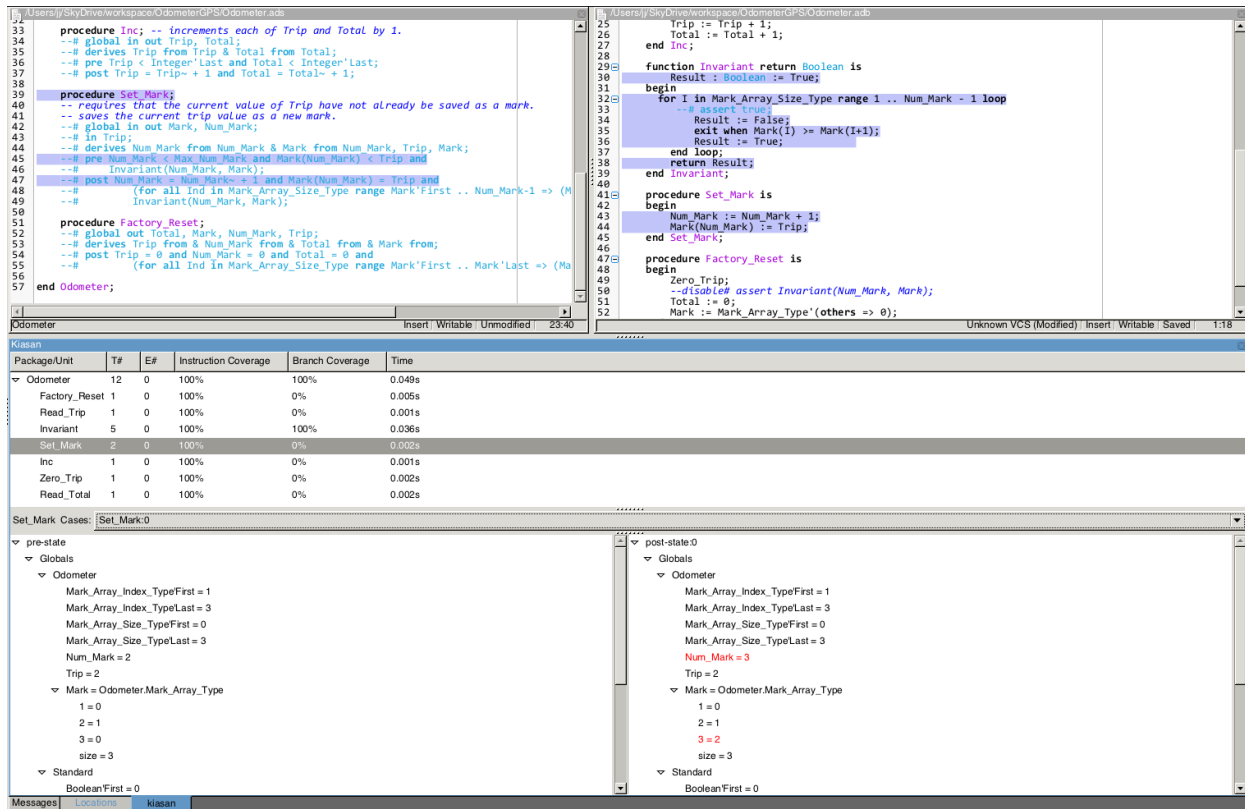 /Users/jj/SkyDrive/workspace/OdometerGPS/Odometer.ads
32
33 procedure Inc; -- increments each of Trip and Total by 1.
34 --# global in out Trip, Total;
35 --# derives Trip from Trip & Total from Total;
36 --# pre Trip < Integer'Last and Total < Integer'Last;
37 --# post Trip = Trip~ + 1 and Total = Total~ + 1;
38
39 procedure Set_Mark;
40 -- requires that the current value of Trip have not already be saved as a mark.
41 -- saves the current trip value as a new mark.
42 --# global in out Mark, Num_Mark;
43 --# in Trip;
44 --# derives Num_Mark from Num_Mark & Mark from Num_Mark, Trip, Mark;
45 --# pre Num_Mark < Max_Num_Mark and Mark(Num_Mark) < Trip and
46 --# Invariant(Num_Mark, Mark);
47 --# post Num_Mark = Num_Mark~ + 1 and Mark(Num_Mark) = Trip and
48 --# (for all Ind in Mark_Array_Size_Type range Mark'First .. Num_Mark-1 => (M
49 --# Invariant(Num_Mark, Mark);
50
51 procedure Factory_Reset;
52 --# global out Total, Mark, Num_Mark, Trip;
53 --# derives Trip from & Num_Mark from & Total from & Mark from;
54 --# post Trip = 0 and Num_Mark = 0 and Total = 0 and
55 --# (for all Ind in Mark_Array_Size_Type range Mark'First .. Mark'Last => (Ma
56
57 end Odometer;
Odometer Insert Writable Unmodified 23:40
/Users/jj/SkyDrive/workspace/OdometerGPS/Odometer.adb
25 Trip := Trip + 1;
26 Total := Total + 1;
27 end Inc;
28
29 function Invariant return Boolean is
30 Result : Boolean := True;
31 begin
32 for I in Mark_Array_Size_Type range 1 .. Num_Mark - 1 loop
33 --# assert true;
34 Result := False;
35 exit when Mark(I) >= Mark(I+1);
36 Result := True;
37 end loop;
38 return Result;
39 end Invariant;
40
41 procedure Set_Mark is
42 begin
43 Num_Mark := Num_Mark + 1;
44 Mark(Num_Mark) := Trip;
45 end Set_Mark;
46
47 procedure Factory_Reset is
48 begin
49 Zero_Trip;
50 --disable# assert Invariant(Num_Mark, Mark);
51 Total := 0;
52 Mark := Mark_Array_Type'(others => 0);
Unknown VCS (Modified) Insert Writable Saved 1:18
Kiasan
Package/Unit T# E# Instruction Coverage Branch Coverage Time
Odometer 12 0 100% 100% 0.049s
Factory_Reset 1 0 100% 0% 0.005s
Read_Trip 1 0 100% 0% 0.001s
Invariant 5 0 100% 100% 0.036s
Set_Mark 2 0 100% 0% 0.002s
Inc 1 0 100% 0% 0.001s
Zero_Trip 1 0 100% 0% 0.002s
Read_Total 1 0 100% 0% 0.002s
Set_Mark Cases: Set_Mark:0
pre-state
Globals
Odometer
Mark_Array_Index_Type'First = 1
Mark_Array_Index_Type'Last = 3
Mark_Array_Size_Type'First = 0
Mark_Array_Size_Type'Last = 3
Num_Mark = 2
Trip = 2
Mark = Odometer.Mark_Array_Type
1 = 0
2 = 1
3 = 0
size = 3
Standard
Boolean'First = 0
post-state:0
Globals
Odometer
Mark_Array_Index_Type'First = 1
Mark_Array_Index_Type'Last = 3
Mark_Array_Size_Type'First = 0
Mark_Array_Size_Type'Last = 3
Num_Mark = 3
Trip = 2
Mark = Odometer.Mark_Array_Type
1 = 0
2 = 1
3 = 2
size = 3
Standard
Boolean'First = 0
Messages Locations kiasan